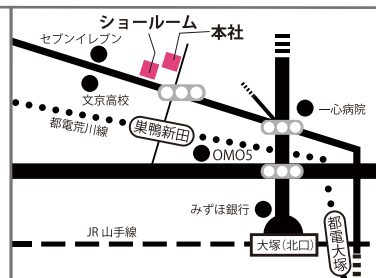 ショールーム
本社
セブンイレブン
文京高校
一心病院
都電荒川線
巣鴨新田
OMO5
みずほ銀行
都電大塚
JR 山手線
大塚（北口）